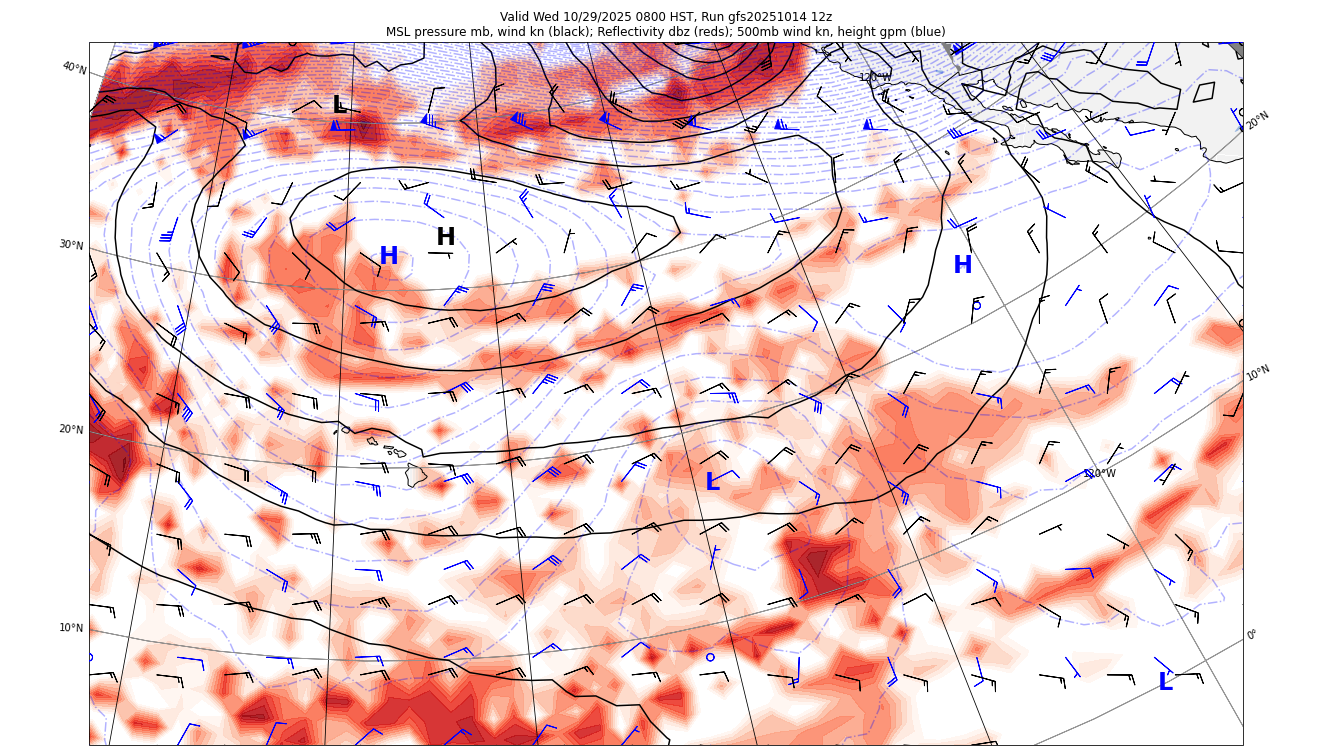 Valid Wed 10/29/2025 0800 HST, Run gfs20251014 12z
MSL pressure mb, wind kn (black); Reflectivity dbz (reds); 500mb wind kn, height gpm (blue)
40°N
120°W
20°N
L
30°N
H
H
H
10°N
20°N
L
120°W
10°N
0°
L